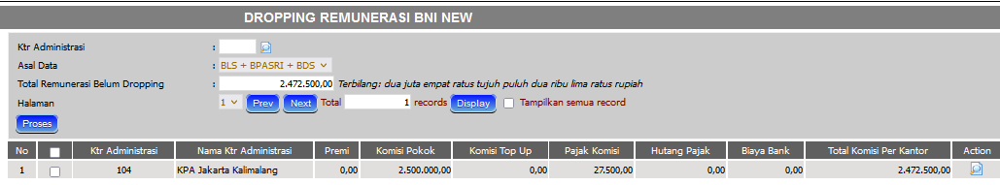 DROPPING REMUNERASI BNI NEW
Ktr Administrasi :
Asal Data : BLS + BPASRI + BDS
Total Remunerasi Belum Dropping : 2.472.500,00 Terbilang: dua juta empat ratus tujuh puluh dua ribu lima ratus rupiah
Halaman 1 Prev Next Total 1 records Display Tampilkan semua record
Proses
No Ktr Administrasi Nama Ktr Administrasi Premi Komisi Pokok Komisi Top Up Pajak Komisi Hutang Pajak Biaya Bank Total Komisi Per Kantor Action
1 104 KPA Jakarta Kalimalang 0,00 2.500.000,00 0,00 27.500,00 0,00 0,00 2.472.500,00